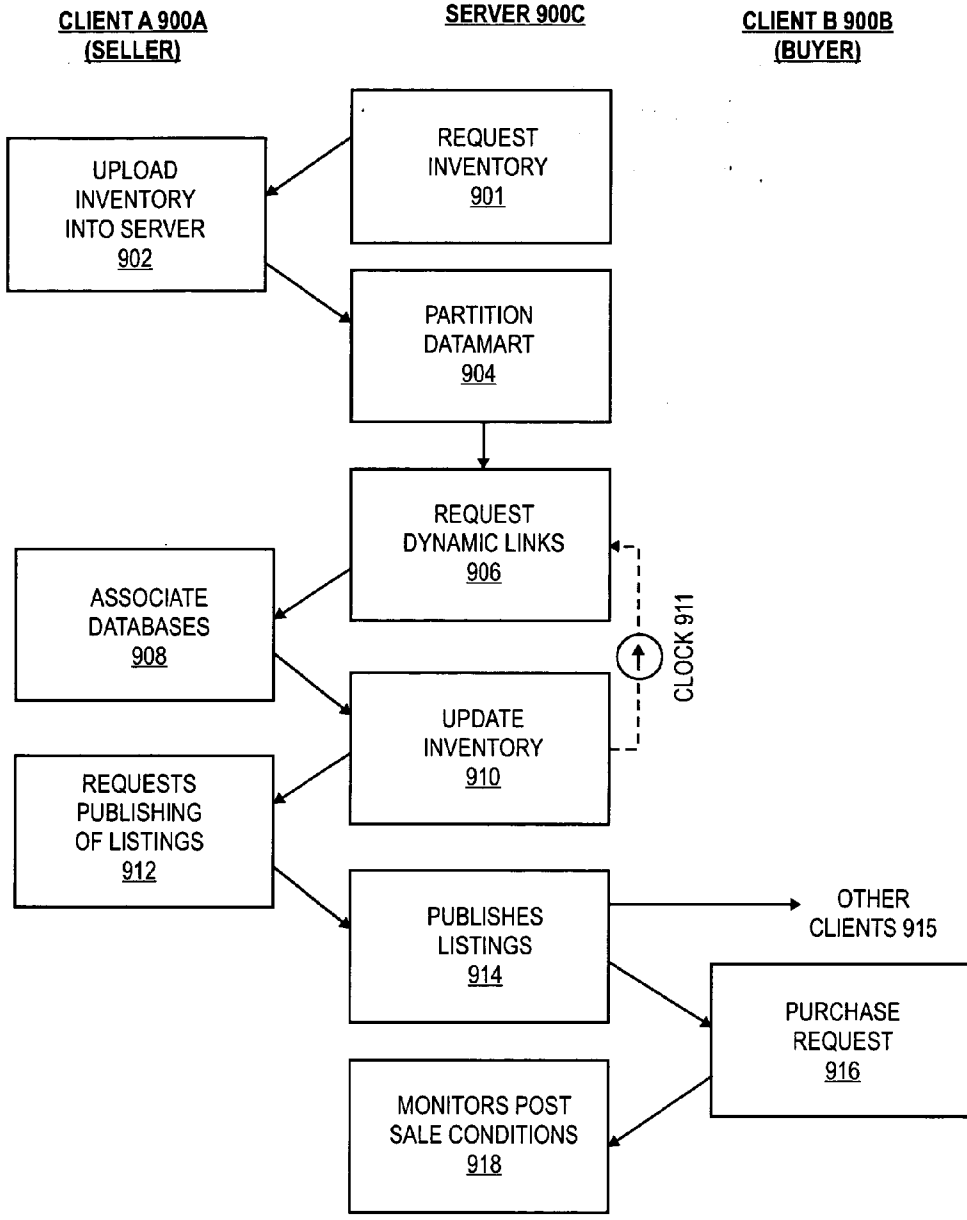 CLIENT A 900A
(SELLER)
SERVER 900C
CLIENT B 900B
(BUYER)
REQUEST
INVENTORY
901
UPLOAD
INVENTORY
INTO SERVER
902
PARTITION
DATAMART
904
REQUEST
DYNAMIC LINKS
906
ASSOCIATE
DATABASES
908
CLOCK 911
UPDATE
INVENTORY
910
REQUESTS
PUBLISHING
OF LISTINGS
912
PUBLISHES
LISTINGS
914
OTHER
CLIENTS 915
PURCHASE
REQUEST
916
MONITORS POST
SALE CONDITIONS
918